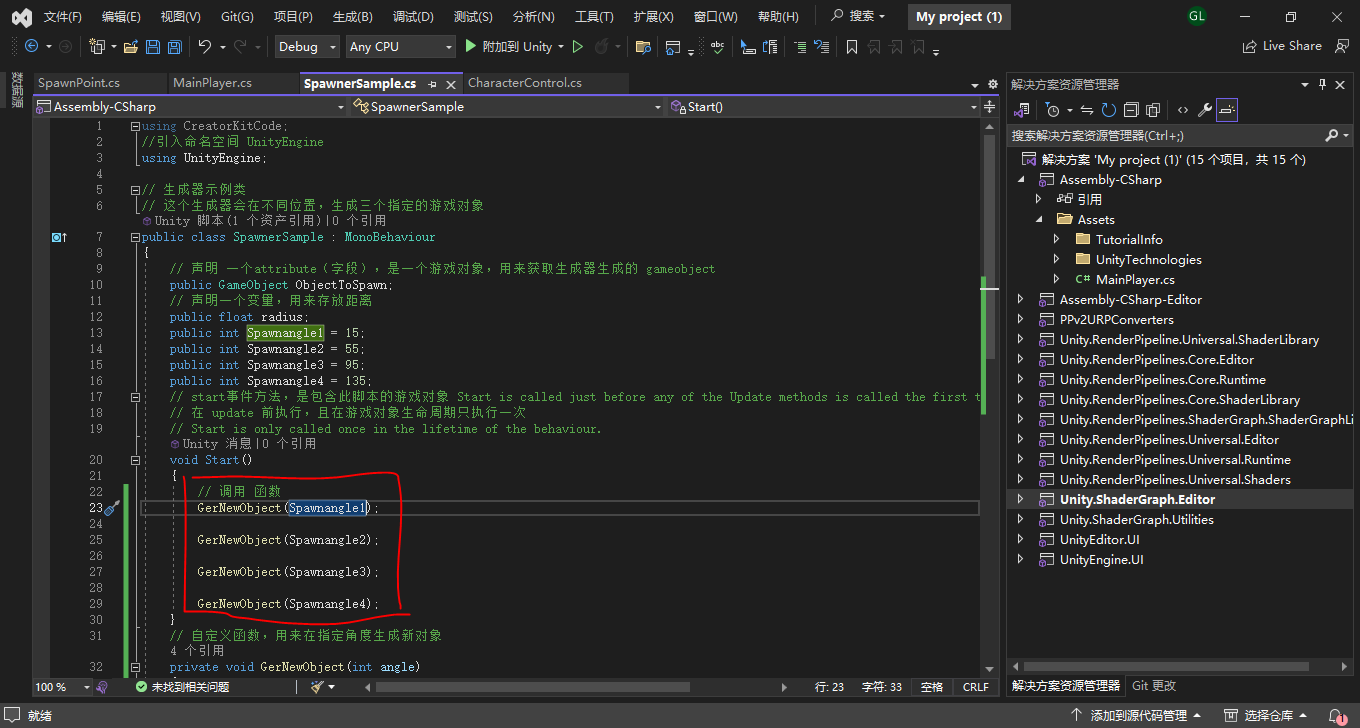 文件(F) 编辑(E) 视图(V) Git(G) 项目(P) 生成(B) 调试(D) 测试(S) 分析(N) 工具(T) 扩展(X) 窗口(W) 帮助(H) 搜索 My project (1) GL
Debug Any CPU 附加到 Unity Live Share
数据源
SpawnPoint.cs MainPlayer.cs SpawnerSample.cs CharacterControl.cs
Assembly-CSharp SpawnerSample Start()
1 using CreatorKitCode;
2 //引入命名空间 UnityEngine
3 using UnityEngine;
4
5 // 生成器示例类
6 // 这个生成器会在不同位置，生成三个指定的游戏对象
Unity 脚本(1 个资产引用)|0 个引用
7 public class SpawnerSample : MonoBehaviour
8 {
9 // 声明 一个attribute（字段），是一个游戏对象，用来获取生成器生成的 gameobject
10 public GameObject ObjectToSpawn;
11 // 声明一个变量，用来存放距离
12 public float radius;
13 public int Spawnangle1 = 15;
14 public int Spawnangle2 = 55;
15 public int Spawnangle3 = 95;
16 public int Spawnangle4 = 135;
17 // start事件方法，是包含此脚本的游戏对象 Start is called just before any of the Update methods is called the first t
18 // 在 update 前执行，且在游戏对象生命周期只执行一次
19 // Start is only called once in the lifetime of the behaviour.
Unity 消息|0 个引用
20 void Start()
21 {
22 // 调用 函数
23 GerNewObject(Spawnangle1);
24
25 GerNewObject(Spawnangle2);
26
27 GerNewObject(Spawnangle3);
28
29 GerNewObject(Spawnangle4);
30 }
31 // 自定义函数，用来在指定角度生成新对象
4 个引用
32 private void GerNewObject(int angle)
100 % 未找到相关问题 行: 23 字符: 33 空格 CRLF
解决方案资源管理器
搜索解决方案资源管理器(Ctrl+;)
解决方案 'My project (1)' (15 个项目，共 15 个)
Assembly-CSharp
引用
Assets
TutorialInfo
UnityTechnologies
C# MainPlayer.cs
Assembly-CSharp-Editor
PPv2URPConverters
Unity.RenderPipeline.Universal.ShaderLibrary
Unity.RenderPipelines.Core.Editor
Unity.RenderPipelines.Core.Runtime
Unity.RenderPipelines.Core.ShaderLibrary
Unity.RenderPipelines.ShaderGraph.ShaderGraphLi
Unity.RenderPipelines.Universal.Editor
Unity.RenderPipelines.Universal.Runtime
Unity.RenderPipelines.Universal.Shaders
Unity.ShaderGraph.Editor
Unity.ShaderGraph.Utilities
UnityEditor.UI
UnityEngine.UI
解决方案资源管理器 Git 更改
就绪 添加到源代码管理 选择仓库 1